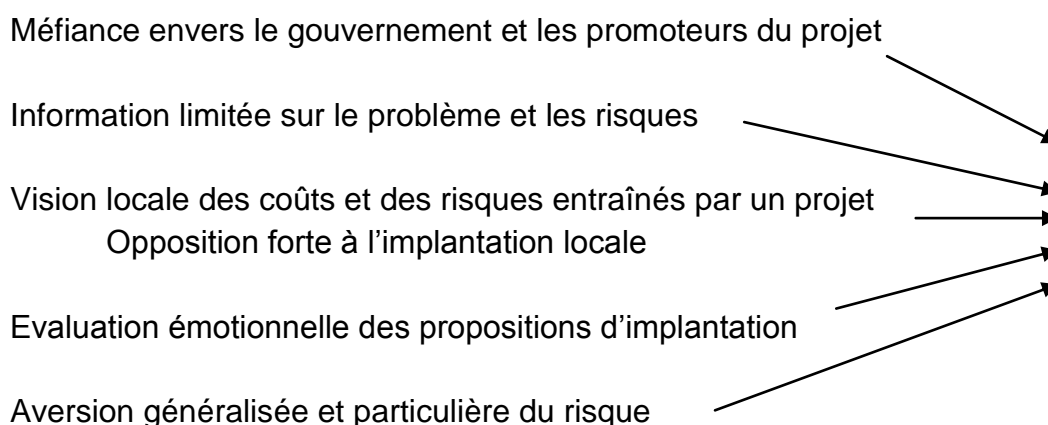 Méfiance envers le gouvernement et les promoteurs du projet
Information limitée sur le problème et les risques
Vision locale des coûts et des risques entraînés par un projet
Opposition forte à l’implantation locale
Evaluation émotionnelle des propositions d’implantation
Aversion généralisée et particulière du risque